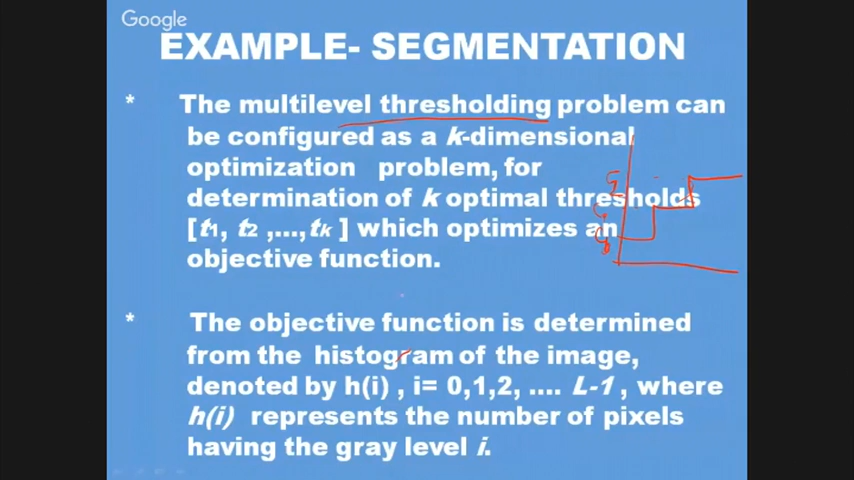 Google
EXAMPLE- SEGMENTATION
* The multilevel thresholding problem can
be configured as a k-dimensional
optimization problem, for
determination of k optimal thresholds
[t1, t2 ,...,tK ] which optimizes an
objective function.
* The objective function is determined
from the histogram of the image,
denoted by h(i) , i= 0,1,2, .... L-1 , where
h(i) represents the number of pixels
having the gray level i.